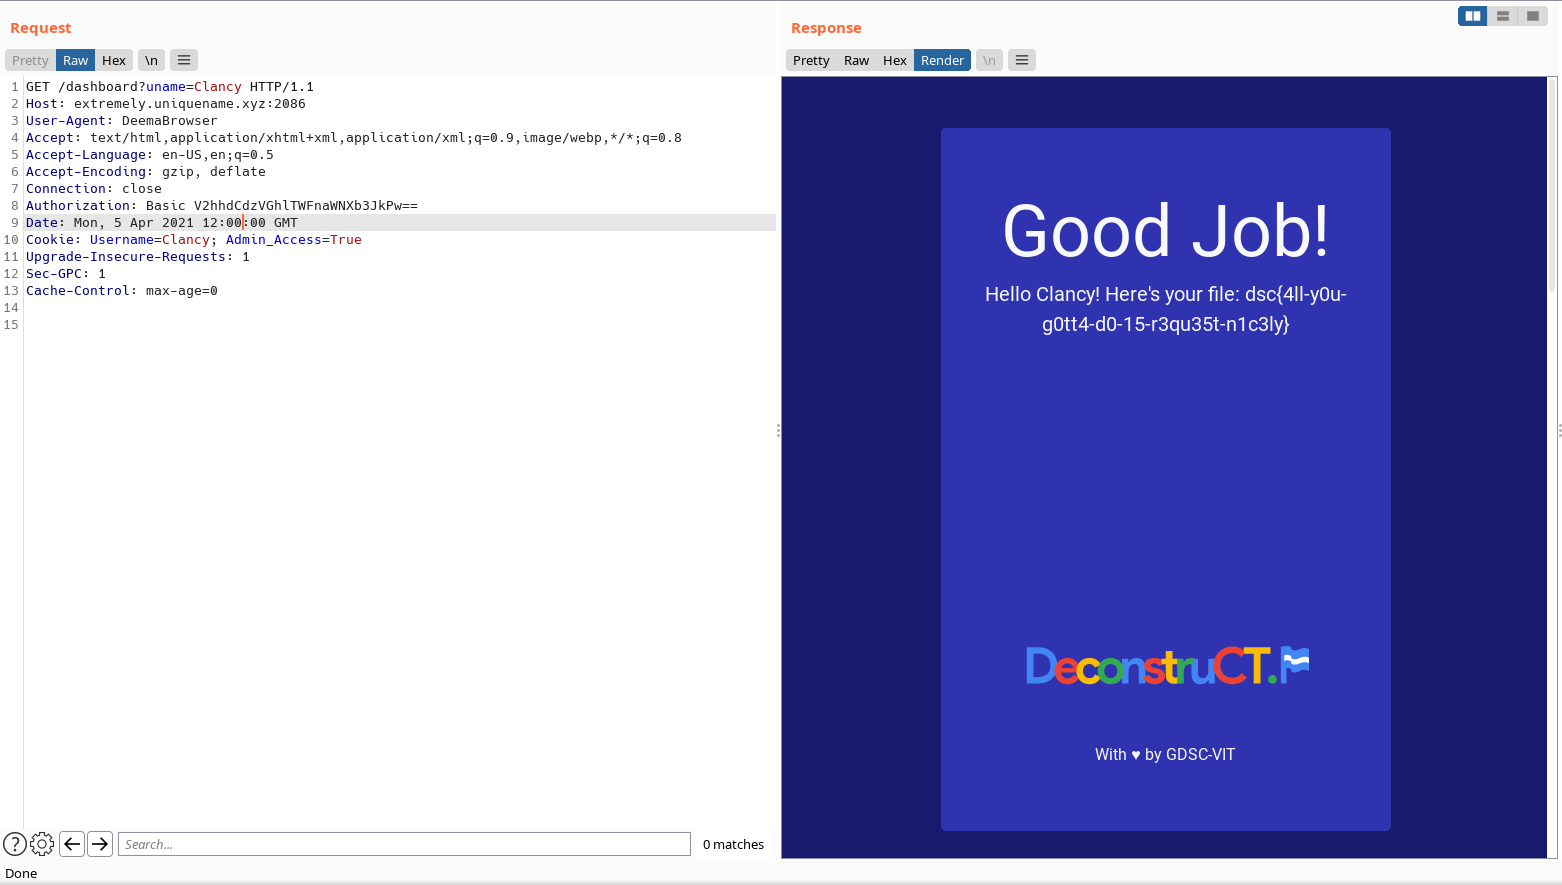 Request
Pretty Raw Hex \n
1 GET /dashboard?uname=Clancy HTTP/1.1
2 Host: extremely.uniquename.xyz:2086
3 User-Agent: DeemaBrowser
4 Accept: text/html,application/xhtml+xml,application/xml;q=0.9,image/webp,*/*;q=0.8
5 Accept-Language: en-US,en;q=0.5
6 Accept-Encoding: gzip, deflate
7 Connection: close
8 Authorization: Basic V2hhdCdzVGhlTWFnaWNXb3JkPw==
9 Date: Mon, 5 Apr 2021 12:00:00 GMT
10 Cookie: Username=Clancy; Admin_Access=True
11 Upgrade-Insecure-Requests: 1
12 Sec-GPC: 1
13 Cache-Control: max-age=0
14
15
Search...
0 matches
Done
Response
Pretty Raw Hex Render \n
Good Job!
Hello Clancy! Here's your file: dsc{4ll-y0u-
g0tt4-d0-15-r3qu35t-n1c3ly}
DeconstruCT.
With ♥ by GDSC-VIT